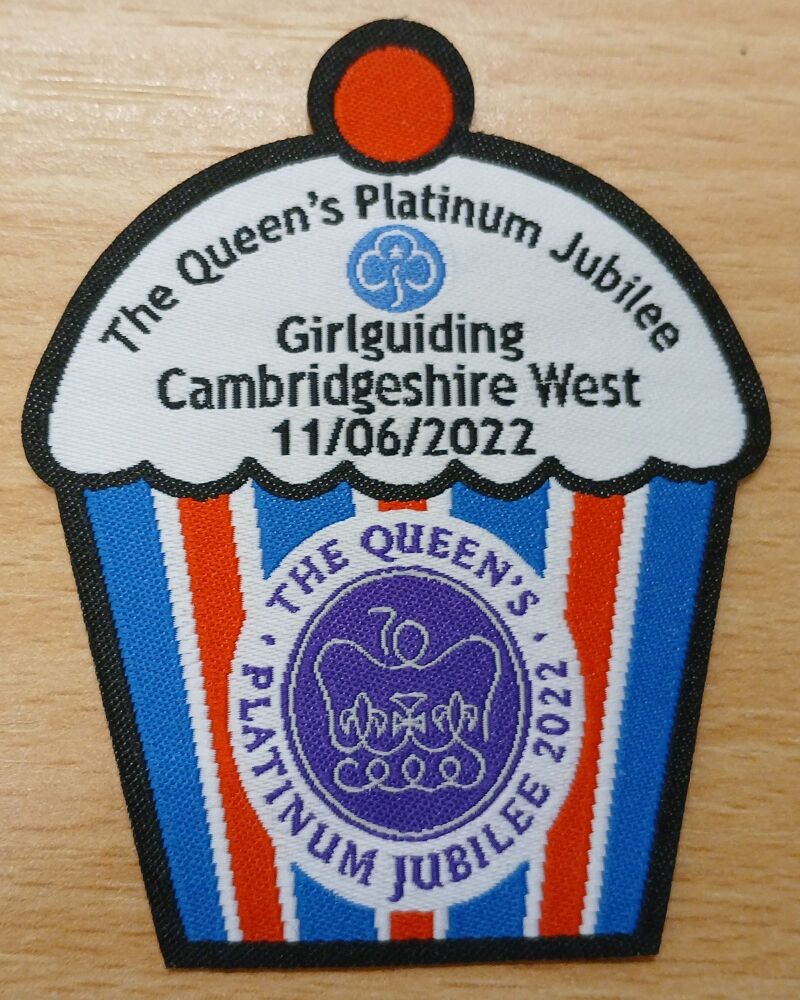 The Queen's Platinum Jubilee
Girlguiding
Cambridgeshire West
11/06/2022
THE QUEEN'S
70
PLATINUM JUBILEE 2022